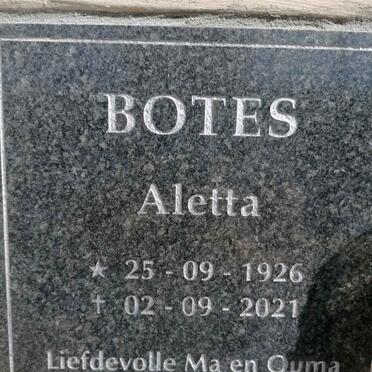 BOTES
Aletta
★ 25 - 09 - 1926
† 02 - 09 - 2021
Liefdevolle Ma en Ouma